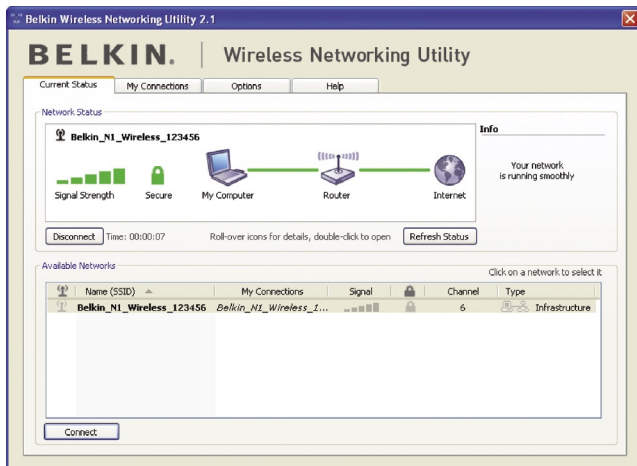 Belkin Wireless Networking Utility 2.1
BELKIN. | Wireless Networking Utility
Current Status My Connections Options Help
Network Status
Belkin_N1_Wireless_123456
Signal Strength Secure My Computer Router Internet
Info
Your network
is running smoothly
Disconnect Time: 00:00:07 Roll-over icons for details, double-click to open Refresh Status
Available Networks
Click on a network to select it
Name (SSID) My Connections Signal Channel Type
Belkin_N1_Wireless_123456 Belkin_N1_Wireless_1... 6 Infrastructure
Connect